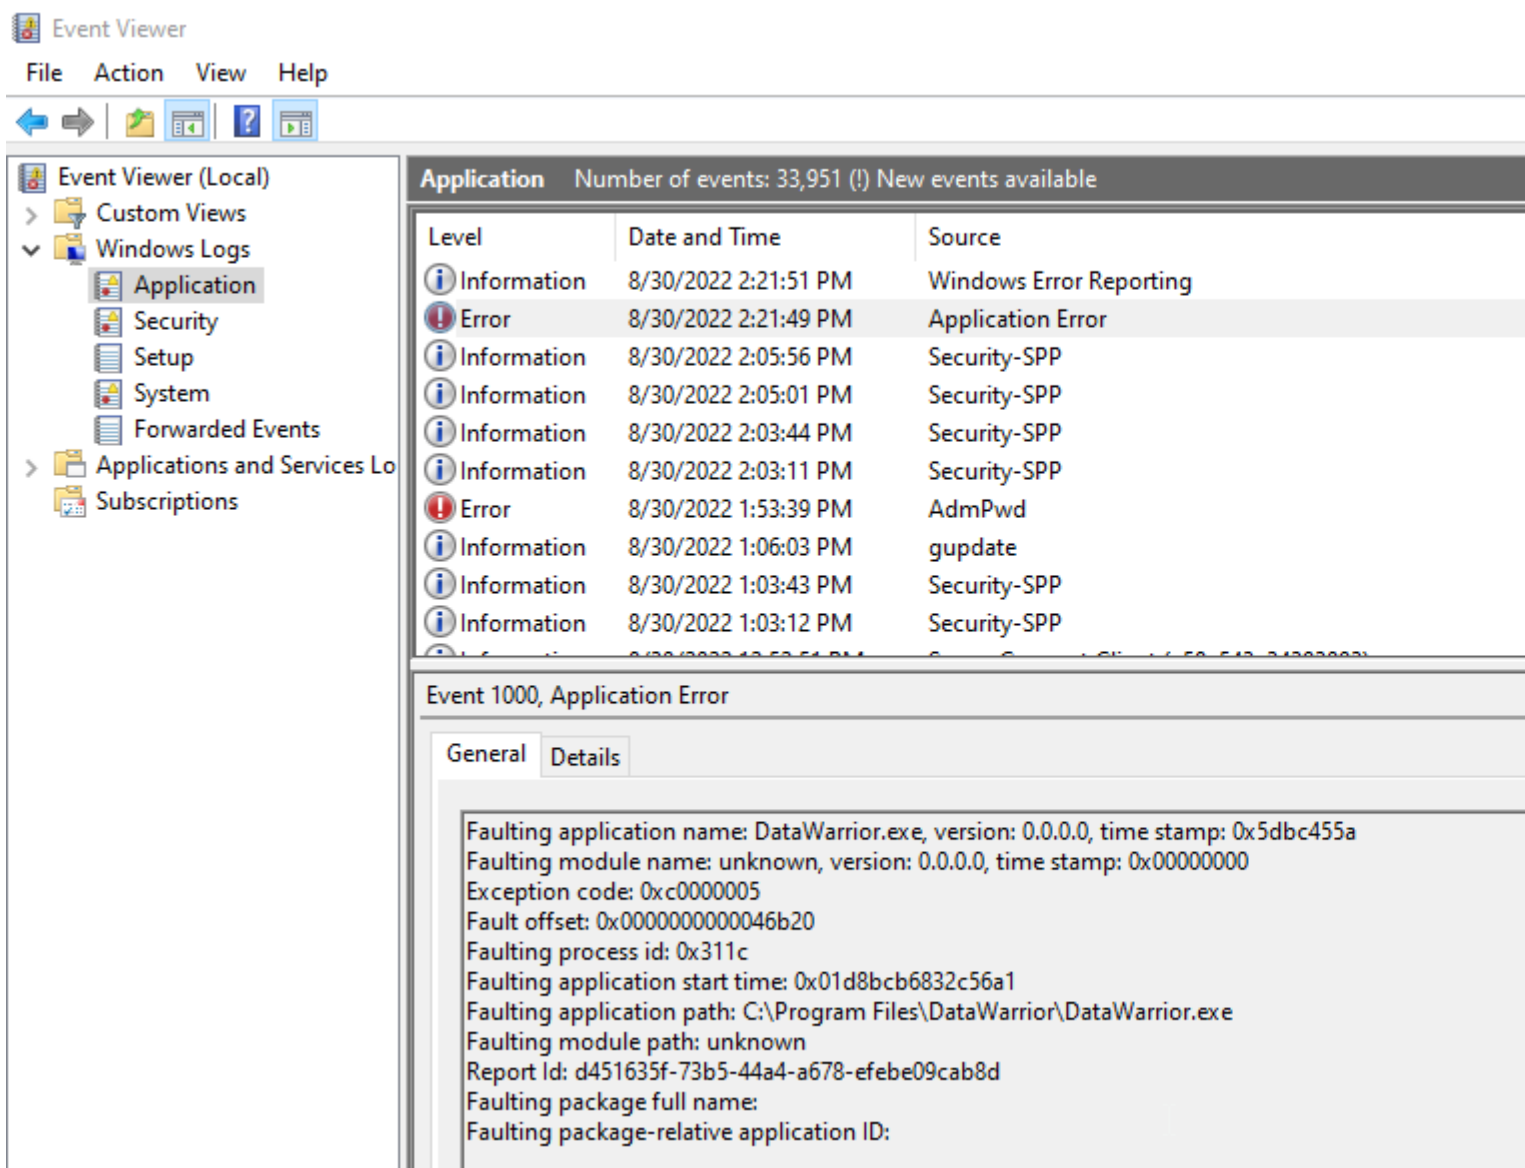 Event Viewer
File Action View Help
Event Viewer (Local)
Custom Views
Windows Logs
Application
Security
Setup
System
Forwarded Events
Applications and Services Lo
Subscriptions
Application Number of events: 33,951 (!) New events available
Level Date and Time Source
Information 8/30/2022 2:21:51 PM Windows Error Reporting
Error 8/30/2022 2:21:49 PM Application Error
Information 8/30/2022 2:05:56 PM Security-SPP
Information 8/30/2022 2:05:01 PM Security-SPP
Information 8/30/2022 2:03:44 PM Security-SPP
Information 8/30/2022 2:03:11 PM Security-SPP
Error 8/30/2022 1:53:39 PM AdmPwd
Information 8/30/2022 1:06:03 PM gupdate
Information 8/30/2022 1:03:43 PM Security-SPP
Information 8/30/2022 1:03:12 PM Security-SPP
Event 1000, Application Error
General Details
Faulting application name: DataWarrior.exe, version: 0.0.0.0, time stamp: 0x5dbc455a
Faulting module name: unknown, version: 0.0.0.0, time stamp: 0x00000000
Exception code: 0xc0000005
Fault offset: 0x0000000000046b20
Faulting process id: 0x311c
Faulting application start time: 0x01d8bcb6832c56a1
Faulting application path: C:\Program Files\DataWarrior\DataWarrior.exe
Faulting module path: unknown
Report Id: d451635f-73b5-44a4-a678-efebe09cab8d
Faulting package full name:
Faulting package-relative application ID: